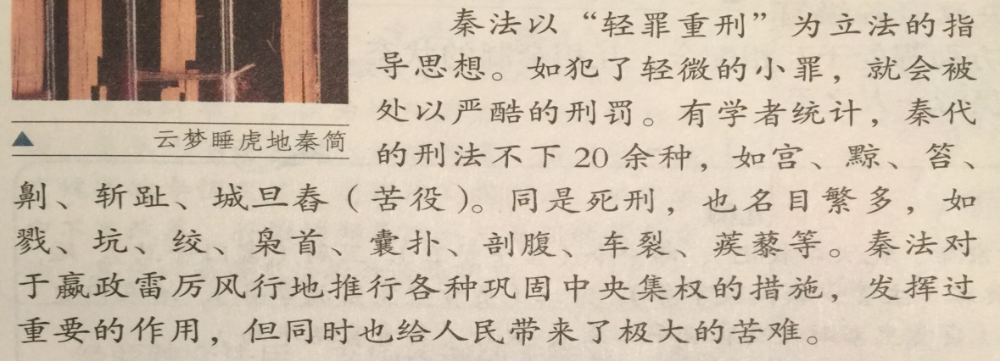 秦法以“轻罪重刑”为立法的指
导思想。如犯了轻微的小罪，就会被
处以严酷的刑罚。有学者统计，秦代
的刑法不下 20 余种，如宫、黥、笞、
劓、斩趾、城旦舂（苦役）。同是死刑，也名目繁多，如
戮、坑、绞、枭首、囊扑、剖腹、车裂、蒺藜等。秦法对
于嬴政雷厉风行地推行各种巩固中央集权的措施，发挥过
重要的作用，但同时也给人民带来了极大的苦难。
▲ 云梦睡虎地秦简